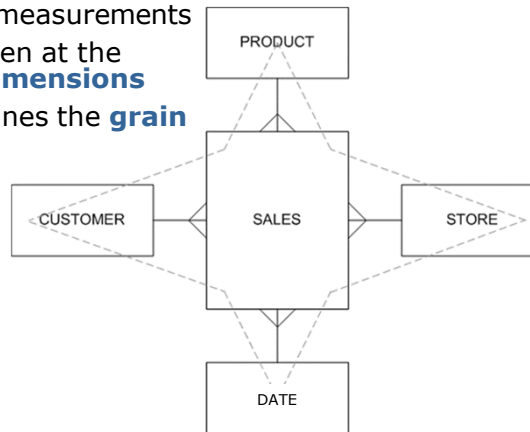 measurements
en at the
mensions
nes the grain
PRODUCT
CUSTOMER
SALES
STORE
DATE